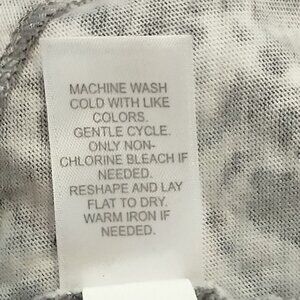 MACHINE WASH
COLD WITH LIKE
COLORS.
GENTLE CYCLE.
ONLY NON-
CHLORINE BLEACH IF
NEEDED.
RESHAPE AND LAY
FLAT TO DRY.
WARM IRON IF
NEEDED.